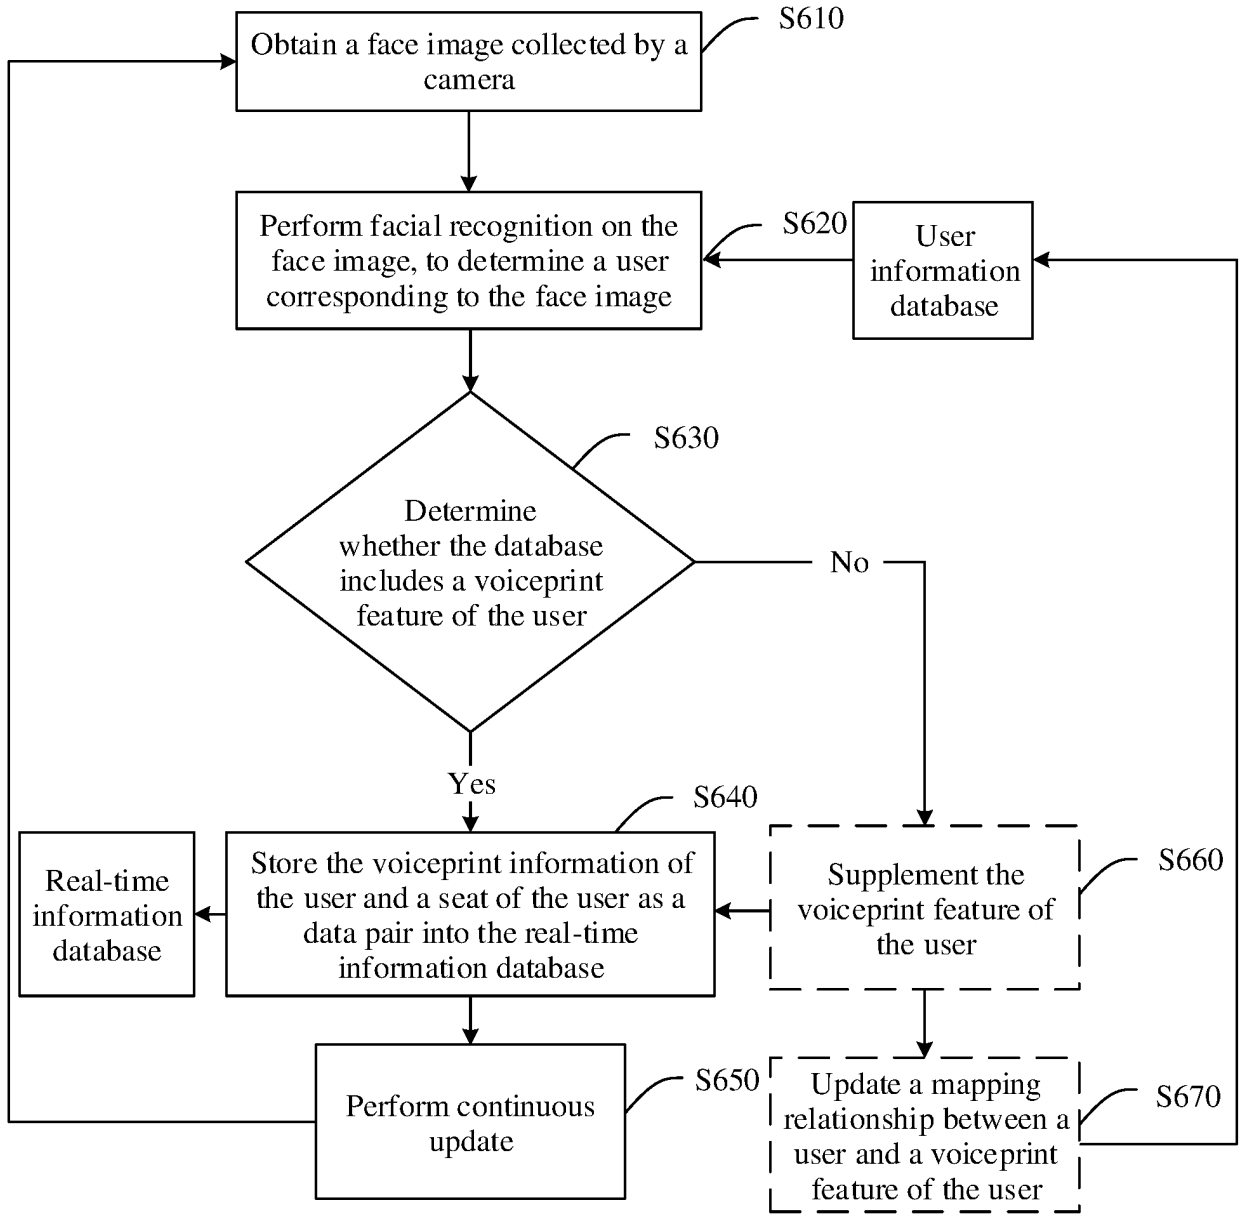 S610
Obtain a face image collected by a
camera
Perform facial recognition on the
face image, to determine a user
corresponding to the face image
S620
User
information
database
S630
Determine
whether the database
includes a voiceprint
feature of the user
No
Yes
S640
Real-time
information
database
Store the voiceprint information of
the user and a seat of the user as a
data pair into the real-time
information database
Supplement the
voiceprint feature of
the user
S660
Perform continuous
update
S650
Update a mapping
relationship between a
user and a voiceprint
feature of the user
S670